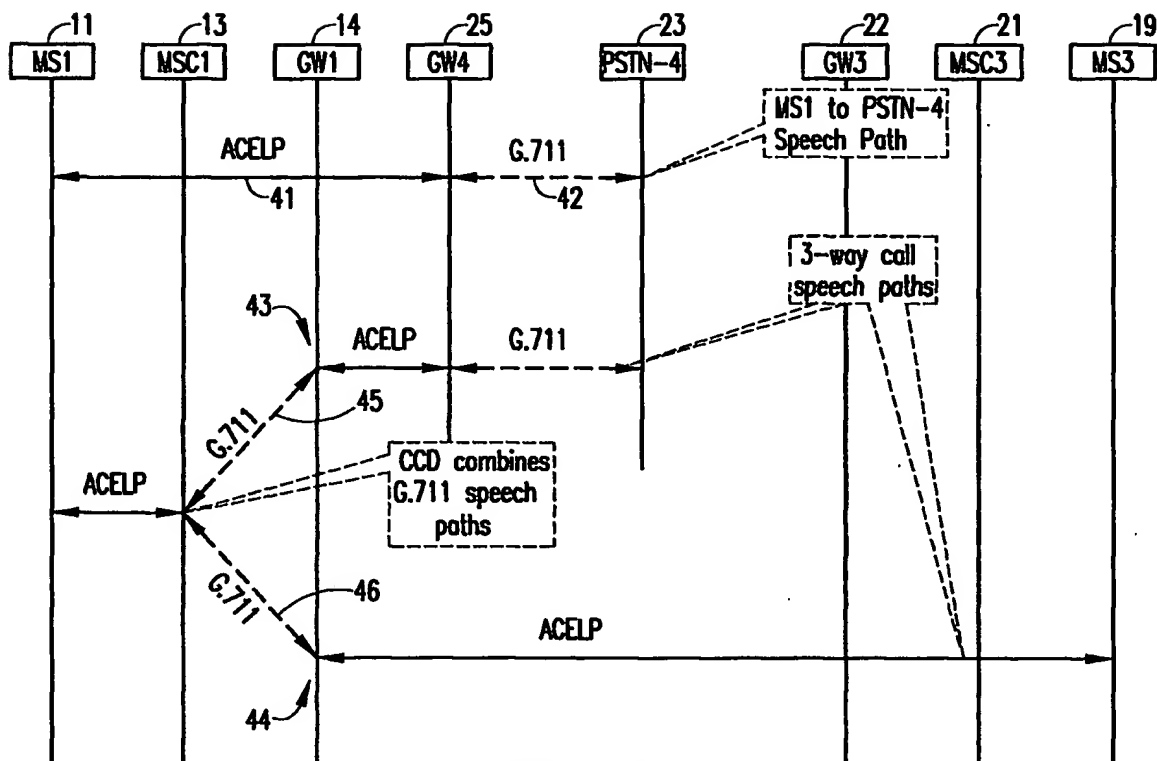 11 13 14 25 23 22 21 19
MS1 MSC1 GW1 GW4 PSTN-4 GW3 MSC3 MS3
MS1 to PSTN-4
Speech Path
ACELP G.711
41 42
3-way call
speech paths
43
ACELP G.711
45
G.711
CCD combines
G.711 speech
paths
ACELP
G.711
46
ACELP
44